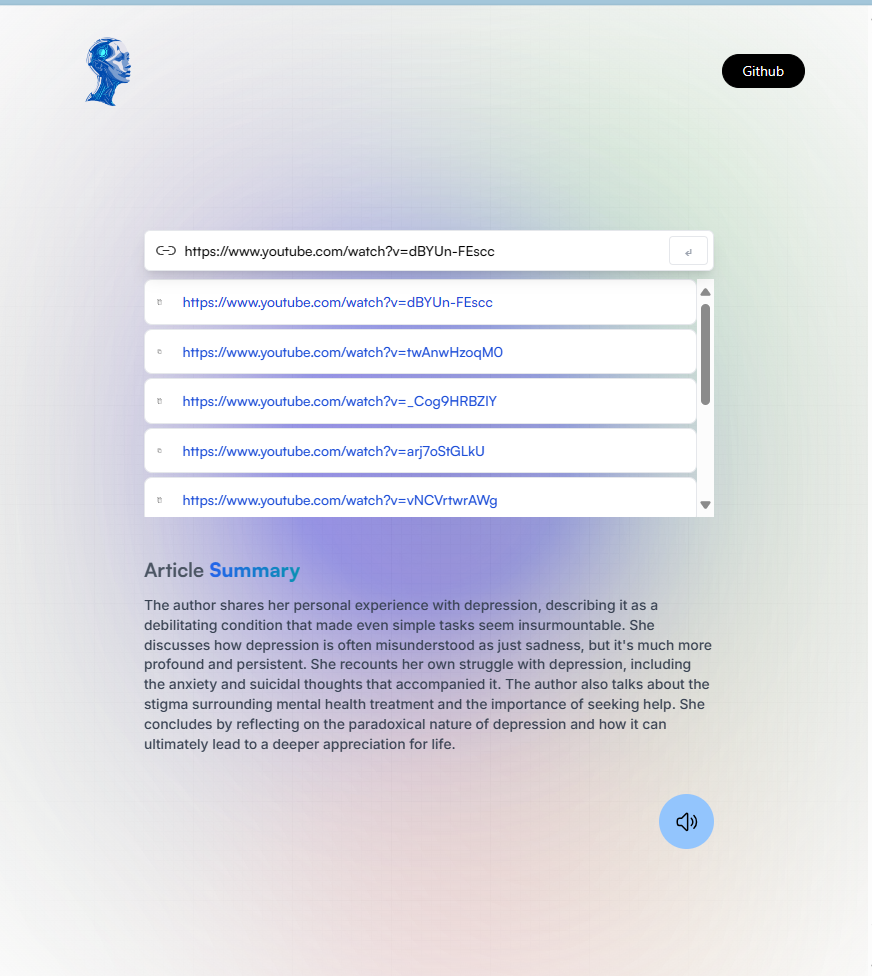 Github
https://www.youtube.com/watch?v=dBYUn-FEscc
https://www.youtube.com/watch?v=dBYUn-FEscc
https://www.youtube.com/watch?v=twAnwHzoqM0
https://www.youtube.com/watch?v=_Cog9HRBZlY
https://www.youtube.com/watch?v=arj7oStGLkU
https://www.youtube.com/watch?v=vNCVrtwrAWg
Article Summary
The author shares her personal experience with depression, describing it as a
debilitating condition that made even simple tasks seem insurmountable. She
discusses how depression is often misunderstood as just sadness, but it's much more
profound and persistent. She recounts her own struggle with depression, including
the anxiety and suicidal thoughts that accompanied it. The author also talks about the
stigma surrounding mental health treatment and the importance of seeking help. She
concludes by reflecting on the paradoxical nature of depression and how it can
ultimately lead to a deeper appreciation for life.